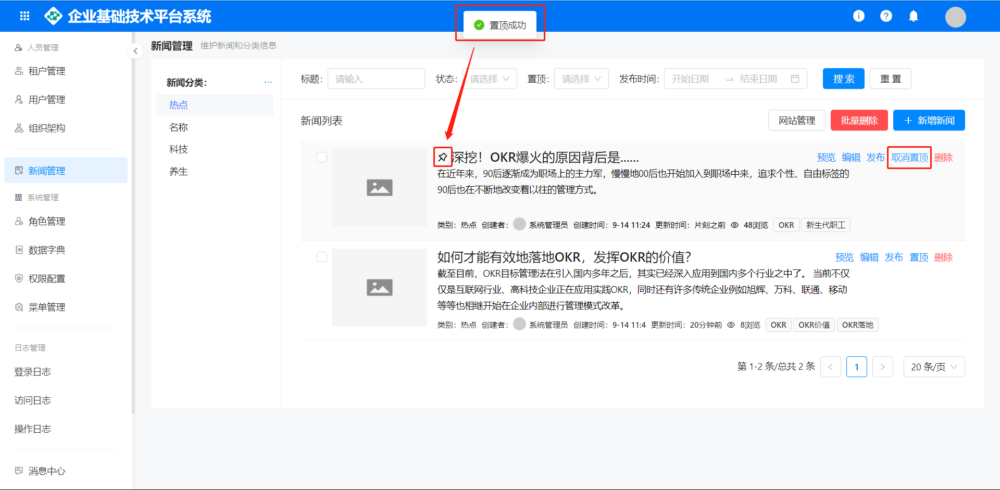 企业基础技术平台系统
置顶成功
人员管理
租户管理
用户管理
组织架构
新闻管理
系统管理
角色管理
数据字典
权限配置
菜单管理
日志管理
登录日志
访问日志
操作日志
消息中心
新闻管理 维护新闻和分类信息
新闻分类： ...
热点
名称
科技
养生
标题： 请输入 状态： 请选择 置顶： 请选择 发布时间： 开始日期 → 结束日期 搜 索 重 置
新闻列表 网站管理 批量删除 + 新增新闻
深挖！OKR爆火的原因背后是...... 预览 编辑 发布 取消置顶 删除
在近年来，90后逐渐成为职场上的主力军，慢慢地00后也开始加入到职场中来，追求个性、自由标签的
90后也在不断地改变着以往的管理方式。
类别：热点 创建者： 系统管理员 创建时间：9-14 11:24 更新时间：片刻之前 48浏览 OKR 新生代职工
如何才能有效地落地OKR，发挥OKR的价值？ 预览 编辑 发布 置顶 删除
截至目前，OKR目标管理法在引入国内多年之后，其实已经深入应用到国内多个行业之中了。 当前不仅
仅是互联网行业、高科技企业正在应用实践OKR，同时还有许多传统企业例如旭辉、万科、联通、移动
等等也相继开始在企业内部进行管理模式改革。
类别：热点 创建者： 系统管理员 创建时间：9-14 11:4 更新时间：20分钟前 8浏览 OKR OKR价值 OKR落地
第 1-2 条/总共 2 条 < 1 > 20 条/页